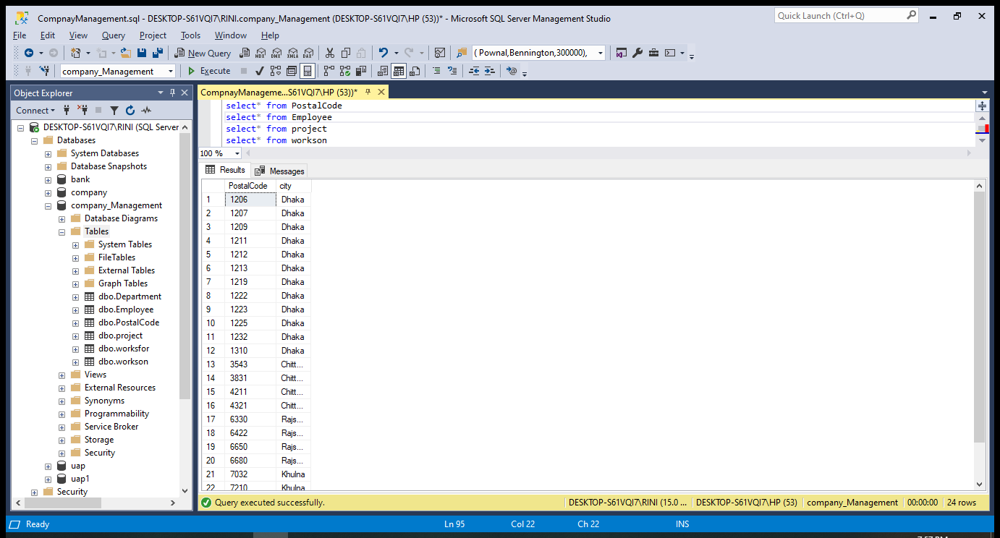 CompnayManagement.sql - DESKTOP-S61VQI7\RINI.company_Management (DESKTOP-S61VQI7\HP (53))* - Microsoft SQL Server Management Studio
Quick Launch (Ctrl+Q)
File Edit View Query Project Tools Window Help
New Query
( Pownal,Bennington,300000),
company_Management
Execute
Object Explorer
Connect
DESKTOP-S61VQI7\RINI (SQL Server
Databases
System Databases
Database Snapshots
bank
company
company_Management
Database Diagrams
Tables
System Tables
FileTables
External Tables
Graph Tables
dbo.Department
dbo.Employee
dbo.PostalCode
dbo.project
dbo.worksfor
dbo.workson
Views
External Resources
Synonyms
Programmability
Service Broker
Storage
Security
uap
uap1
Security
CompnayManageme...S61VQI7\HP (53))*
select* from PostalCode
select* from Employee
select* from project
select* from workson
100 %
Results Messages
PostalCode city
1 1206 Dhaka
2 1207 Dhaka
3 1209 Dhaka
4 1211 Dhaka
5 1212 Dhaka
6 1213 Dhaka
7 1219 Dhaka
8 1222 Dhaka
9 1223 Dhaka
10 1225 Dhaka
11 1232 Dhaka
12 1310 Dhaka
13 3543 Chitt...
14 3831 Chitt...
15 4211 Chitt...
16 4321 Chitt...
17 6330 Rajs...
18 6422 Rajs...
19 6650 Rajs...
20 6680 Rajs...
21 7032 Khulna
22 7210 Khulna
Query executed successfully.
DESKTOP-S61VQI7\RINI (15.0 ... DESKTOP-S61VQI7\HP (53) company_Management 00:00:00 24 rows
Ready Ln 95 Col 22 Ch 22 INS